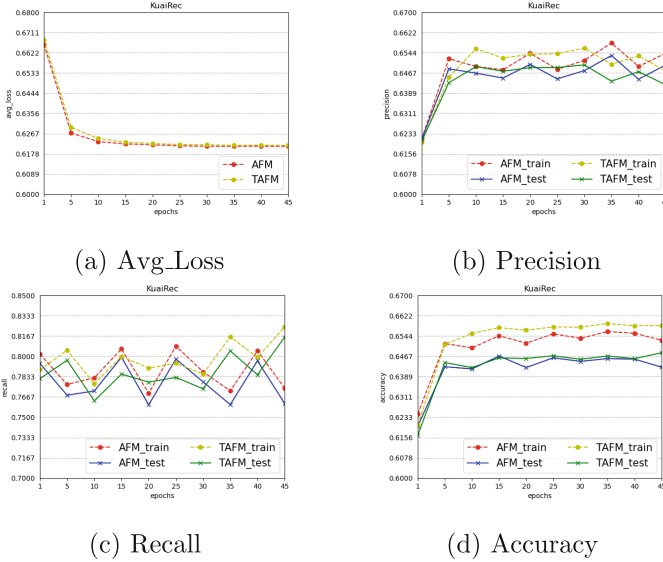 KuaiRec
0.6800
0.6711
0.6622
0.6533
0.6444
0.6356
0.6267
0.6178
0.6089
0.6000
avg_loss
AFM
TAFM
1 5 10 15 20 25 30 35 40 45
epochs
(a) Avg_Loss
KuaiRec
0.6700
0.6622
0.6544
0.6467
0.6389
0.6311
0.6233
0.6156
0.6078
0.6000
precision
AFM_train TAFM_train
AFM_test TAFM_test
1 5 10 15 20 25 30 35 40 45
epochs
(b) Precision
KuaiRec
0.8500
0.8333
0.8167
0.8000
0.7833
0.7667
0.7500
0.7333
0.7167
0.7000
recall
AFM_train TAFM_train
AFM_test TAFM_test
1 5 10 15 20 25 30 35 40 45
epochs
(c) Recall
KuaiRec
0.6700
0.6622
0.6544
0.6467
0.6389
0.6311
0.6233
0.6156
0.6078
0.6000
accuracy
AFM_train TAFM_train
AFM_test TAFM_test
1 5 10 15 20 25 30 35 40 45
epochs
(d) Accuracy